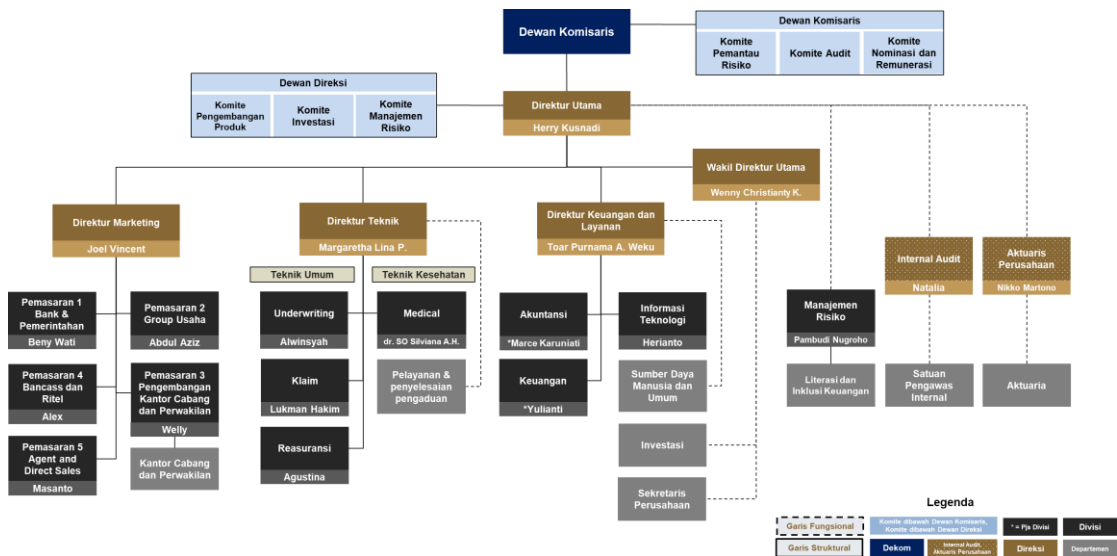 Dewan Komisaris
Dewan Komisaris
Komite
Pemantau
Risiko
Komite Audit
Komite
Nominasi dan
Remunerasi
Dewan Direksi
Komite
Pengembangan
Produk
Komite
Investasi
Komite
Manajemen
Risiko
Direktur Utama
Herry Kusnadi
Wakil Direktur Utama
Wenny Christianty K.
Direktur Marketing
Joel Vincent
Direktur Teknik
Margaretha Lina P.
Direktur Keuangan dan
Layanan
Toar Purnama A. Weku
Internal Audit
Natalia
Aktuaris
Perusahaan
Nikko Martono
Teknik Umum
Teknik Kesehatan
Pemasaran 1
Bank &
Pemerintahan
Beny Wati
Pemasaran 2
Group Usaha
Abdul Aziz
Pemasaran 4
Bancass dan
Ritel
Alex
Pemasaran 3
Pengembangan
Kantor Cabang
dan Perwakilan
Welly
Pemasaran 5
Agent and
Direct Sales
Masanto
Kantor Cabang
dan Perwakilan
Underwriting
Alwinsyah
Medical
dr. SO Silviana A.H.
Klaim
Lukman Hakim
Pelayanan &
penyelesaian
pengaduan
Reasuransi
Agustina
Akuntansi
*Marce Karuniati
Informasi
Teknologi
Herianto
Keuangan
*Yulianti
Sumber Daya
Manusia dan
Umum
Investasi
Sekretaris
Perusahaan
Manajemen
Risiko
Pambudi Nugroho
Literasi dan
Inklusi Keuangan
Satuan
Pengawas
Internal
Aktuaria
Legenda
Garis Fungsional
Komite dibawah Dewan Komisaris,
Komite dibawah Dewan Direksi
* = Pjs Divisi
Divisi
Garis Struktural
Dekom
Internal Audit,
Aktuaris Perusahaan
Direksi
Departemen